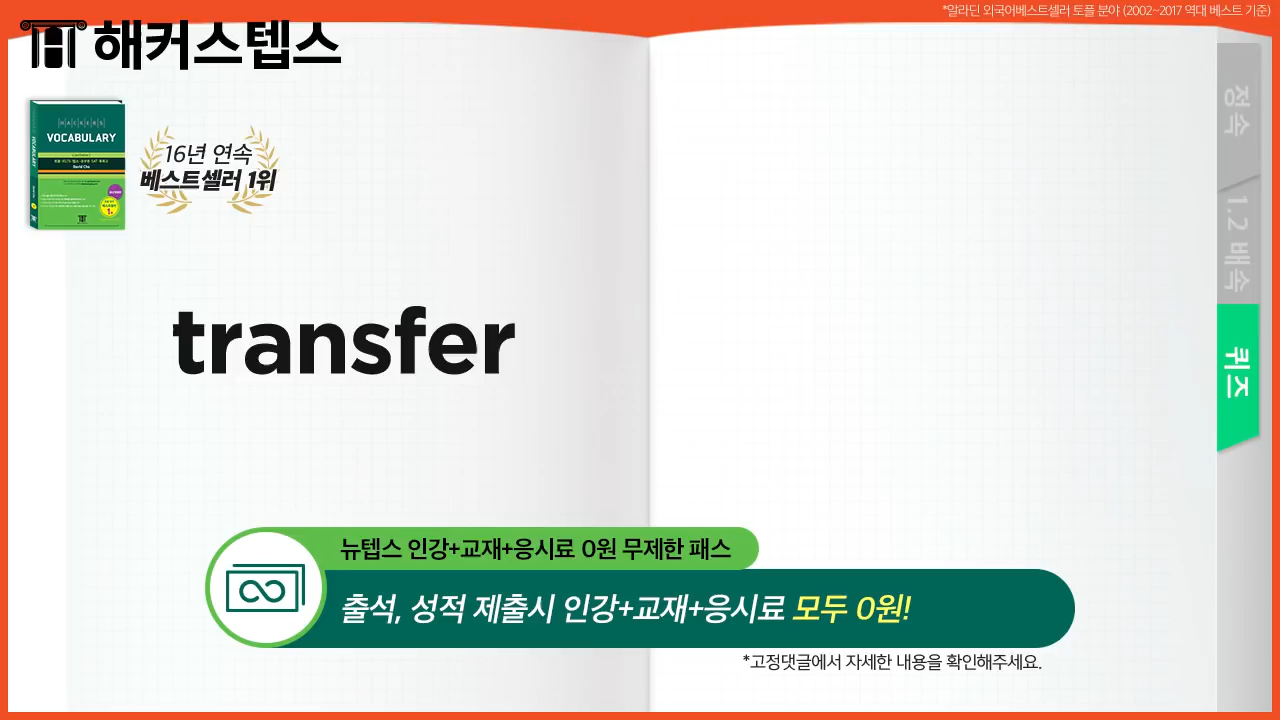 *알라딘 외국어베스트셀러 토플 분야 (2002~2017 역대 베스트 기준)
해커스텝스
HACKERS
VOCABULARY
16년 연속
베스트셀러 1위
정속
1.2 배속
퀴즈
transfer
뉴텝스 인강+교재+응시료 0원 무제한 패스
출석, 성적 제출시 인강+교재+응시료 모두 0원!
*고정댓글에서 자세한 내용을 확인해주세요.